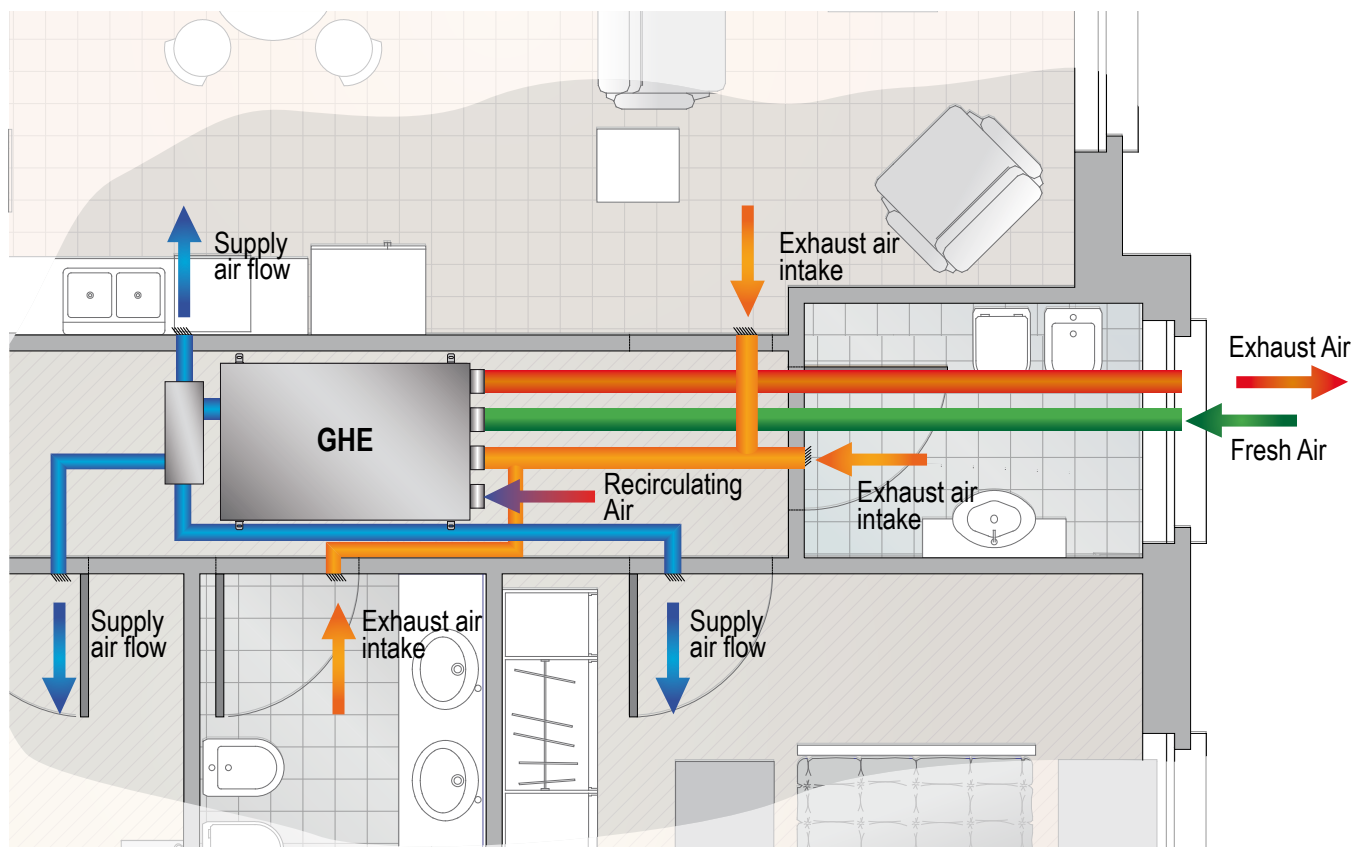 Supply
air flow
Exhaust air
intake
Exhaust Air
GHE
Fresh Air
Recirculating
Air
Exhaust air
intake
Supply
air flow
Exhaust air
intake
Supply
air flow